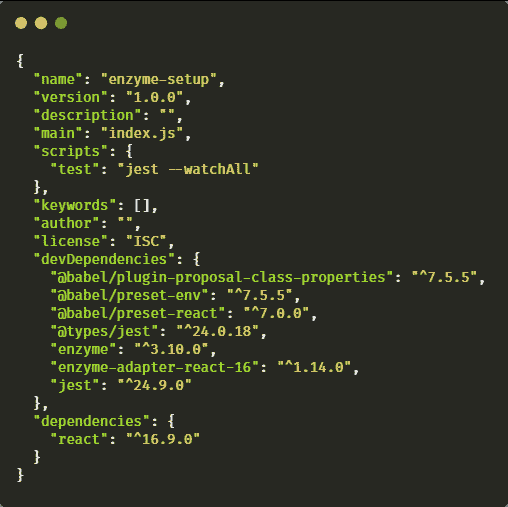 {
  "name": "enzyme-setup",
  "version": "1.0.0",
  "description": "",
  "main": "index.js",
  "scripts": {
    "test": "jest --watchAll"
  },
  "keywords": [],
  "author": "",
  "license": "ISC",
  "devDependencies": {
    "@babel/plugin-proposal-class-properties": "^7.5.5",
    "@babel/preset-env": "^7.5.5",
    "@babel/preset-react": "^7.0.0",
    "@types/jest": "^24.0.18",
    "enzyme": "^3.10.0",
    "enzyme-adapter-react-16": "^1.14.0",
    "jest": "^24.9.0"
  },
  "dependencies": {
    "react": "^16.9.0"
  }
}